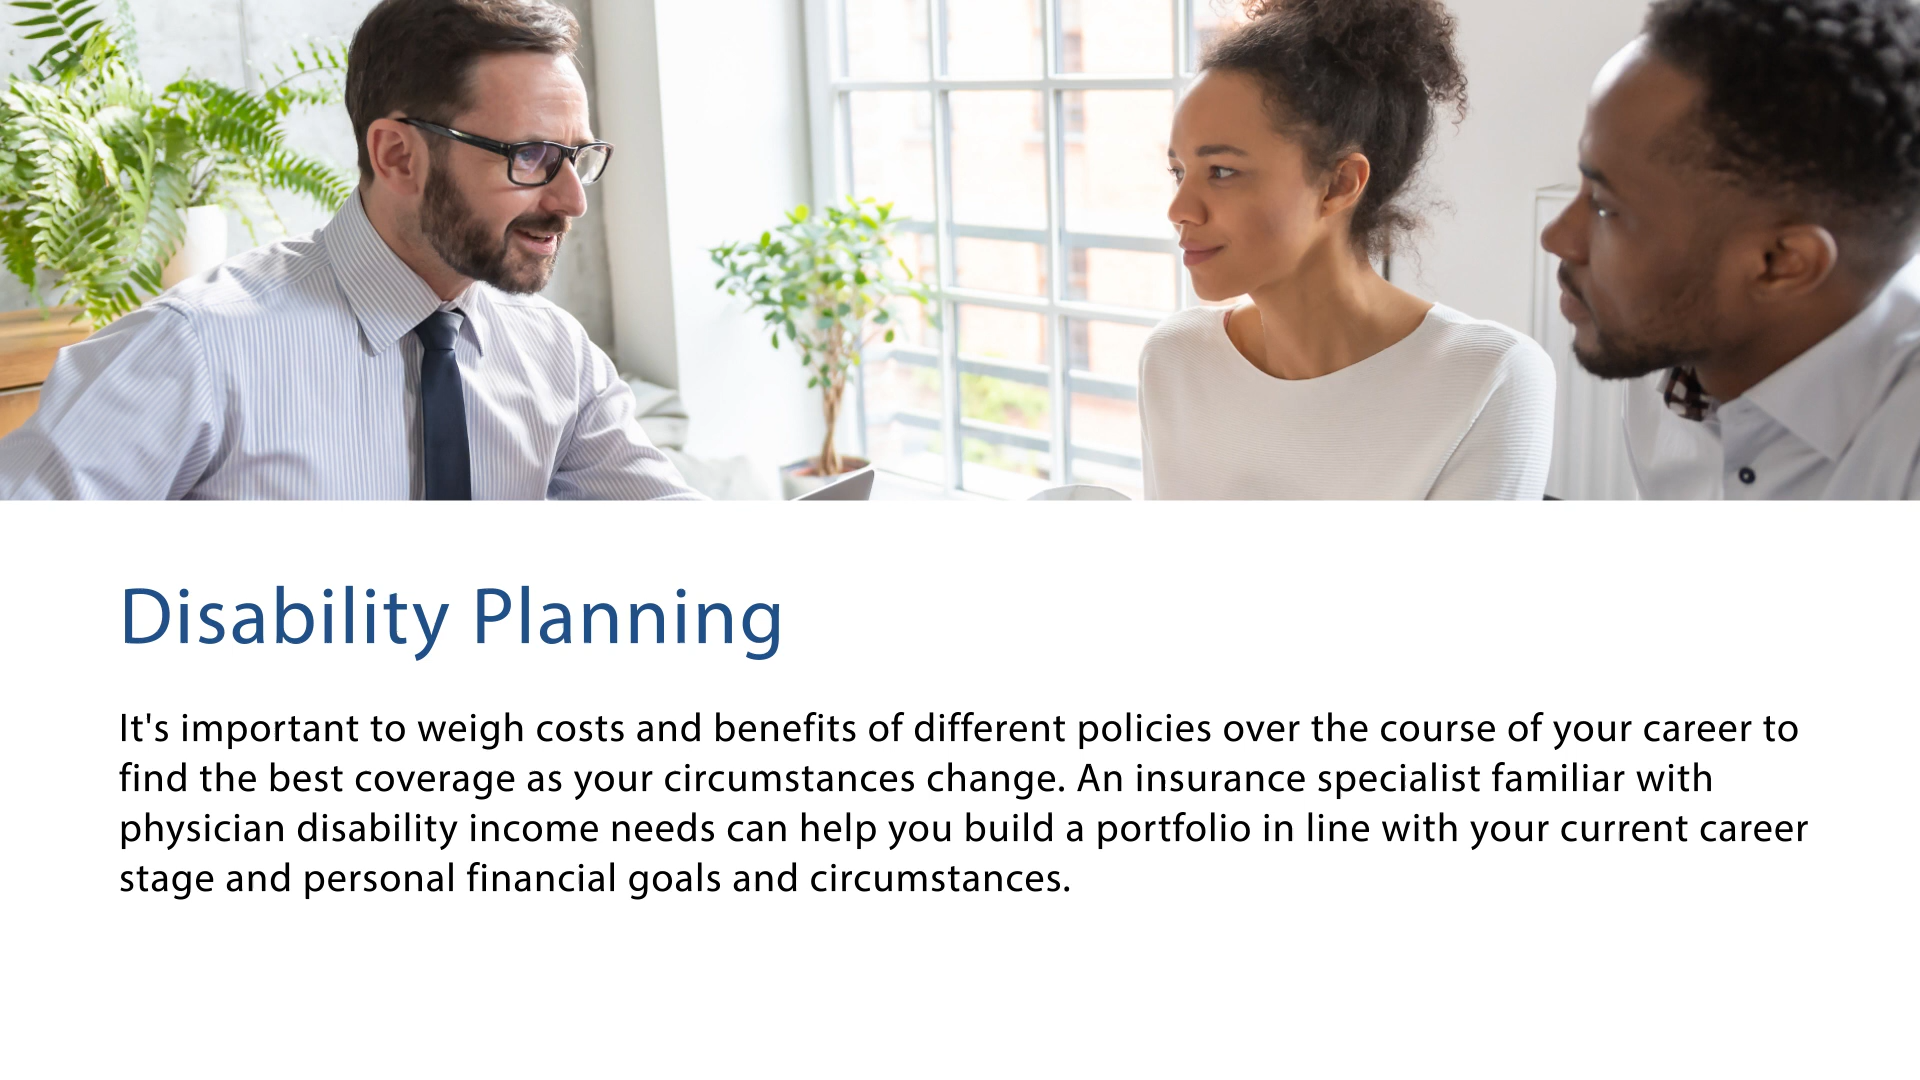 Disability Planning
It's important to weigh costs and benefits of different policies over the course of your career to
find the best coverage as your circumstances change. An insurance specialist familiar with
physician disability income needs can help you build a portfolio in line with your current career
stage and personal financial goals and circumstances.